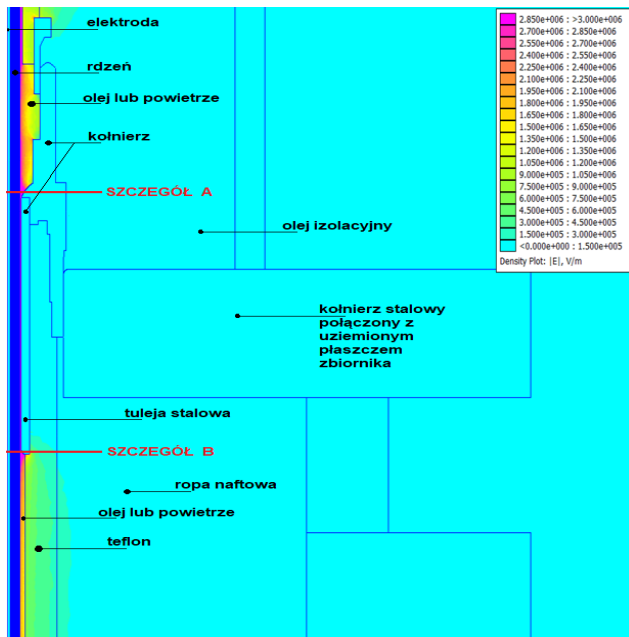 elektroda
rdzeń
olej lub powietrze
kołnierz
SZCZEGÓŁ A
olej izolacyjny
kołnierz stalowy
połączony z
uziemionym
płaszczem
zbiornika
tuleja stalowa
SZCZEGÓŁ B
ropa naftowa
olej lub powietrze
teflon
2.850e+006 : >3.000e+006
2.700e+006 : 2.850e+006
2.550e+006 : 2.700e+006
2.400e+006 : 2.550e+006
2.250e+006 : 2.400e+006
2.100e+006 : 2.250e+006
1.950e+006 : 2.100e+006
1.800e+006 : 1.950e+006
1.650e+006 : 1.800e+006
1.500e+006 : 1.650e+006
1.350e+006 : 1.500e+006
1.200e+006 : 1.350e+006
1.050e+006 : 1.200e+006
9.000e+005 : 1.050e+006
7.500e+005 : 9.000e+005
6.000e+005 : 7.500e+005
4.500e+005 : 6.000e+005
3.000e+005 : 4.500e+005
1.500e+005 : 3.000e+005
<0.000e+000 : 1.500e+005
Density Plot: |E|, V/m